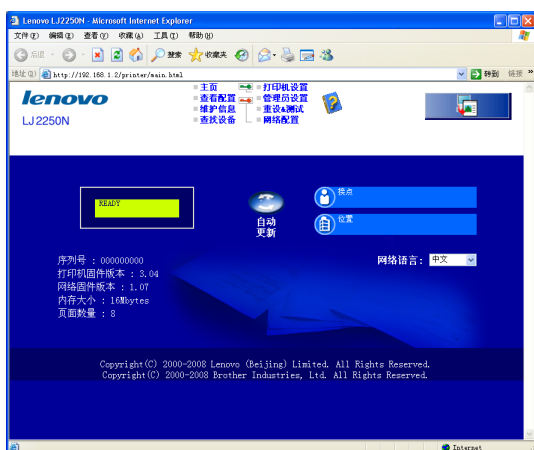 Lenovo LJ2250N - Microsoft Internet Explorer
文件(F) 编辑(E) 查看(V) 收藏(A) 工具(T) 帮助(H)
后退 搜索 收藏夹
地址(D) http://192.168.1.2/printer/main.html 转到 链接 »
lenovo
LJ2250N
主页 打印机设置
查看配置 管理员设置
维护信息 重设&测试
查找设备 网络配置
READY
自动
更新
接点
位置
序列号 : 000000000
打印机固件版本 : 3.04
网络固件版本 : 1.07
内存大小 : 16Mbytes
页面数量 : 8
网络语言: 中文
Copyright(C) 2000-2008 Lenovo (Beijing) Limited. All Rights Reserved.
Copyright(C) 2000-2008 Brother Industries, Ltd. All Rights Reserved.
Internet